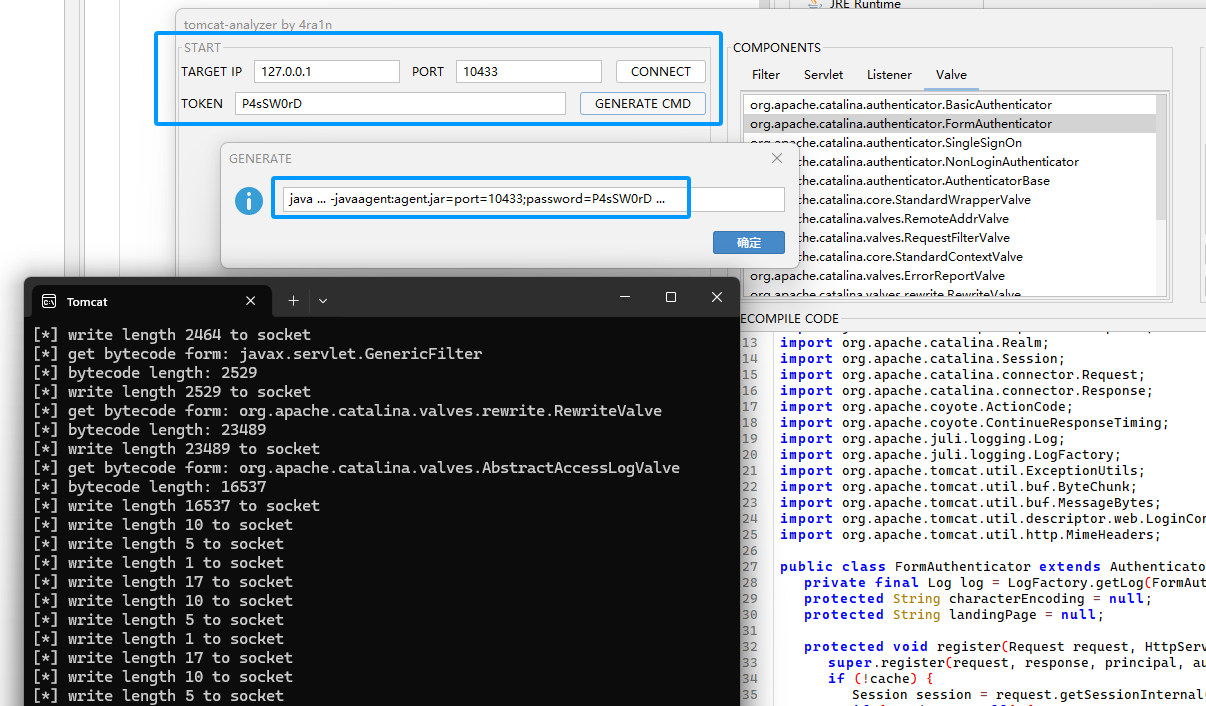 JRE Runtime
tomcat-analyzer by 4ra1n
START
TARGET IP 127.0.0.1 PORT 10433 CONNECT
TOKEN P4sSW0rD GENERATE CMD
COMPONENTS
Filter Servlet Listener Valve
org.apache.catalina.authenticator.BasicAuthenticator
org.apache.catalina.authenticator.FormAuthenticator
org.apache.catalina.authenticator.SingleSignOn
che.catalina.authenticator.NonLoginAuthenticator
che.catalina.authenticator.AuthenticatorBase
che.catalina.core.StandardWrapperValve
che.catalina.valves.RemoteAddrValve
che.catalina.valves.RequestFilterValve
che.catalina.core.StandardContextValve
org.apache.catalina.valves.ErrorReportValve
org.apache.catalina.valves.rewrite.RewriteValve
GENERATE
java ... -javaagent:agent.jar=port=10433;password=P4sSW0rD ...
确定
Tomcat
[*] write length 2464 to socket
[*] get bytecode form: javax.servlet.GenericFilter
[*] bytecode length: 2529
[*] write length 2529 to socket
[*] get bytecode form: org.apache.catalina.valves.rewrite.RewriteValve
[*] bytecode length: 23489
[*] write length 23489 to socket
[*] get bytecode form: org.apache.catalina.valves.AbstractAccessLogValve
[*] bytecode length: 16537
[*] write length 16537 to socket
[*] write length 10 to socket
[*] write length 5 to socket
[*] write length 1 to socket
[*] write length 17 to socket
[*] write length 10 to socket
[*] write length 5 to socket
[*] write length 1 to socket
[*] write length 17 to socket
[*] write length 10 to socket
[*] write length 5 to socket
ECOMPILE CODE
13 import org.apache.catalina.Realm;
14 import org.apache.catalina.Session;
15 import org.apache.catalina.connector.Request;
16 import org.apache.catalina.connector.Response;
17 import org.apache.coyote.ActionCode;
18 import org.apache.coyote.ContinueResponseTiming;
19 import org.apache.juli.logging.Log;
20 import org.apache.juli.logging.LogFactory;
21 import org.apache.tomcat.util.ExceptionUtils;
22 import org.apache.tomcat.util.buf.ByteChunk;
23 import org.apache.tomcat.util.buf.MessageBytes;
24 import org.apache.tomcat.util.descriptor.web.LoginCon
25 import org.apache.tomcat.util.http.MimeHeaders;
26
27 public class FormAuthenticator extends Authenticato
28 private final Log log = LogFactory.getLog(FormAut
29 protected String characterEncoding = null;
30 protected String landingPage = null;
31
32 protected void register(Request request, HttpServ
33 super.register(request, response, principal, au
34 if (!cache) {
35 Session session = request.getSessionInternal(